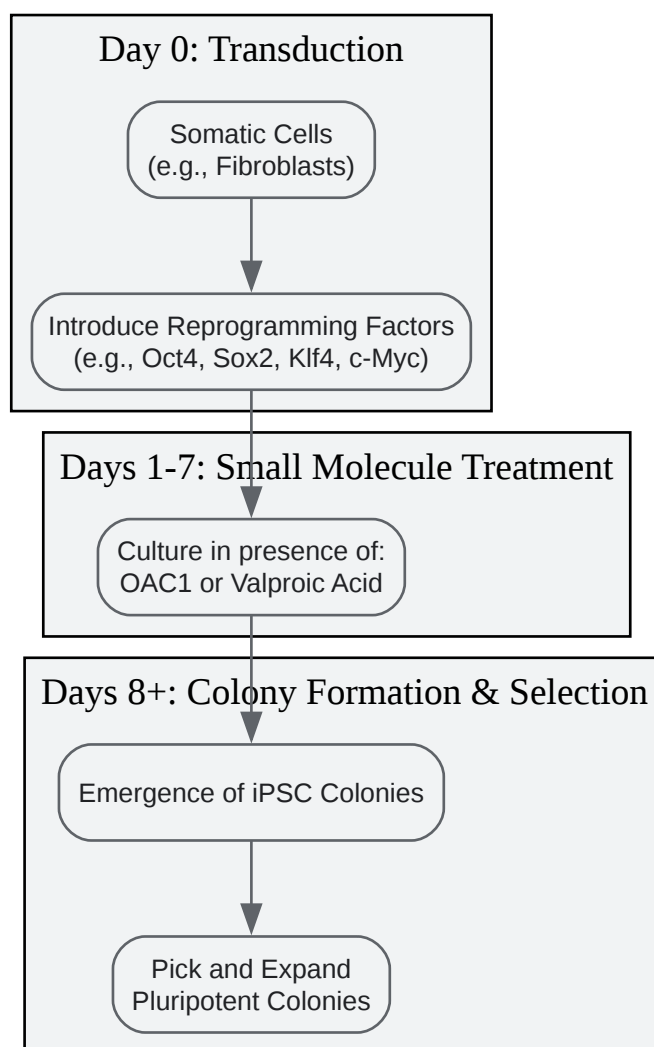 Day 0: Transduction
Somatic Cells
(e.g., Fibroblasts)
Introduce Reprogramming Factors
(e.g., Oct4, Sox2, Klf4, c-Myc)
Days 1-7: Small Molecule Treatment
Culture in presence of:
OAC1 or Valproic Acid
Days 8+: Colony Formation & Selection
Emergence of iPSC Colonies
Pick and Expand
Pluripotent Colonies